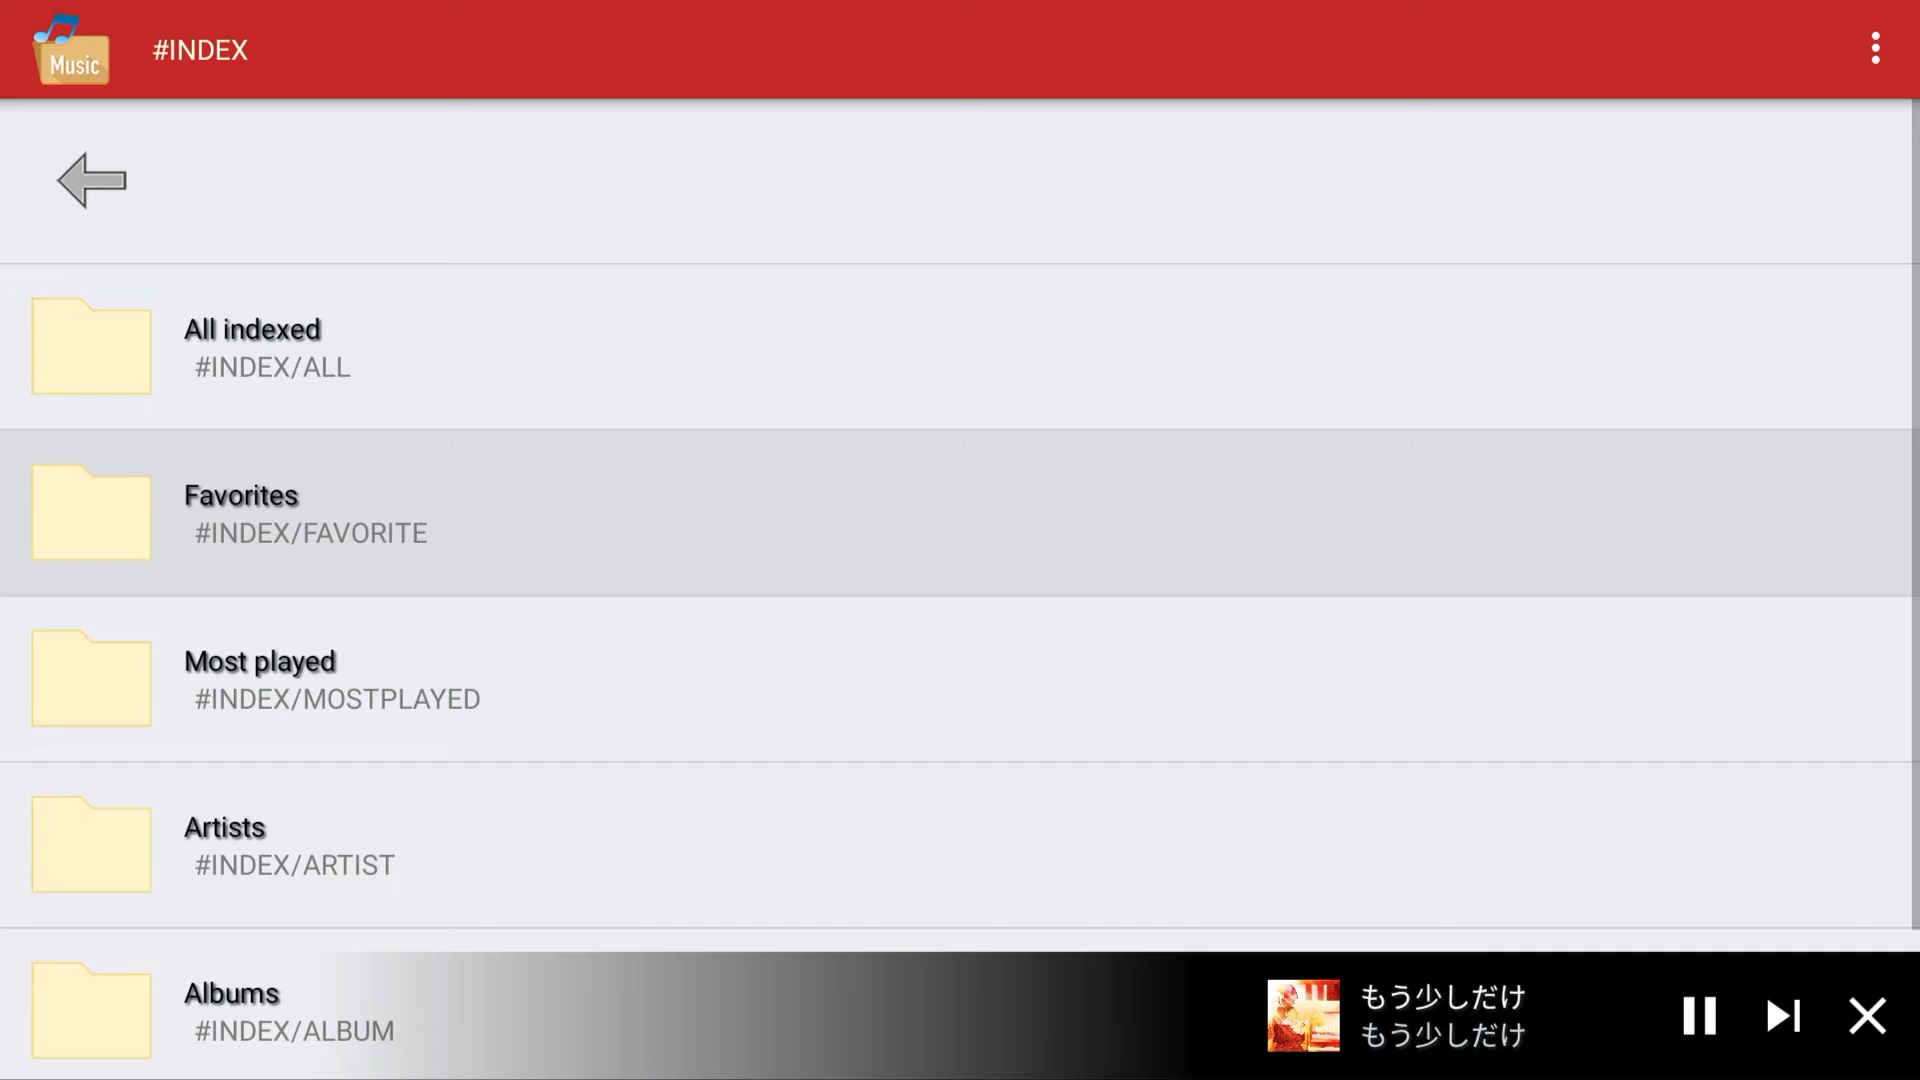 Music
#INDEX
All indexed
#INDEX/ALL
Favorites
#INDEX/FAVORITE
Most played
#INDEX/MOSTPLAYED
Artists
#INDEX/ARTIST
Albums
#INDEX/ALBUM
もう少しだけ
もう少しだけ